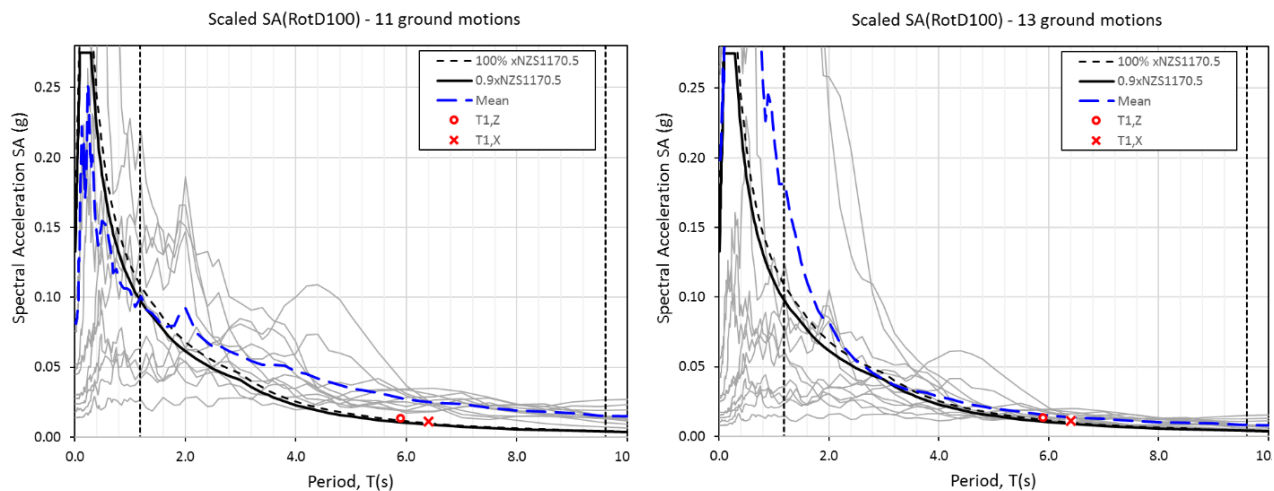 Scaled SA(RotD100) - 11 ground motions
Spectral Acceleration SA (g)
0.25
0.20
0.15
0.10
0.05
0.00
100% xNZS1170.5
0.9xNZS1170.5
Mean
T1,Z
T1,X
0.0
2.0
4.0
6.0
8.0
10
Period, T(s)
Scaled SA(RotD100) - 13 ground motions
Spectral Acceleration SA (g)
0.25
0.20
0.15
0.10
0.05
0.00
100% xNZS1170.5
0.9xNZS1170.5
Mean
T1,Z
T1,X
0.0
2.0
4.0
6.0
8.0
10
Period, T(s)